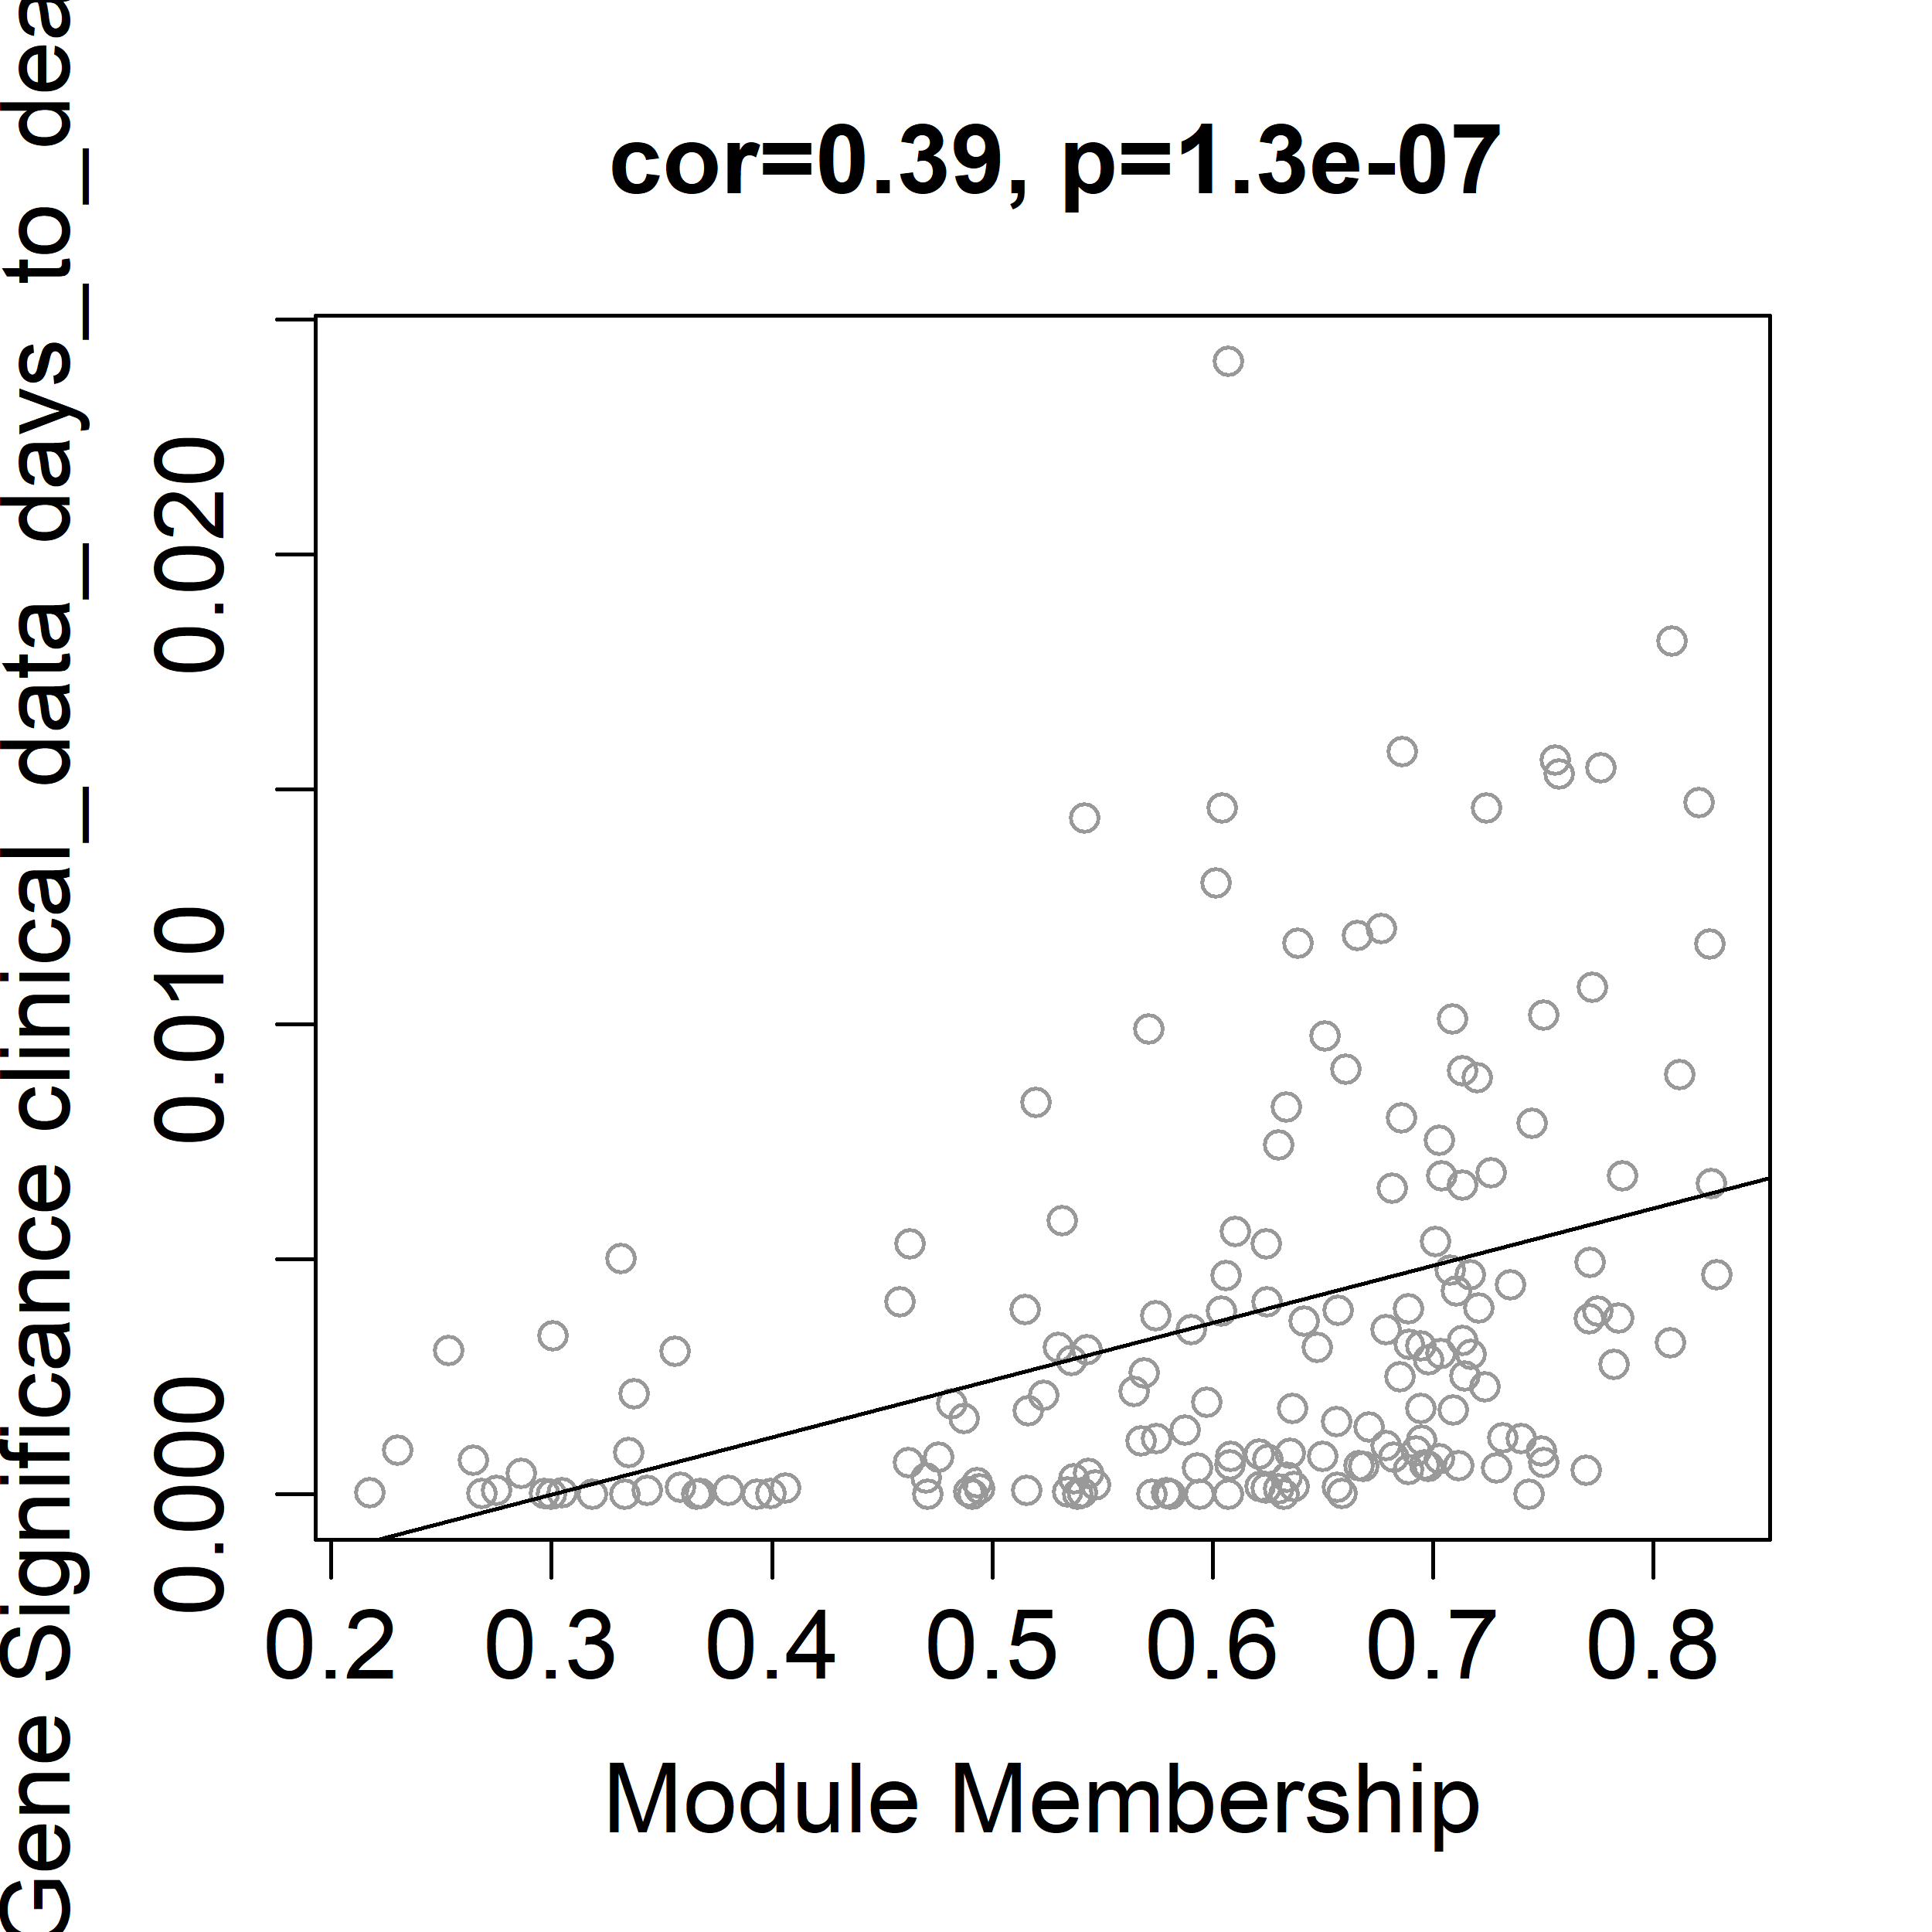 cor=0.39, p=1.3e-07
Gene Significance clinical_data_days_to_dea
0.020
0.010
0.000
0.2 0.3 0.4 0.5 0.6 0.7 0.8
Module Membership